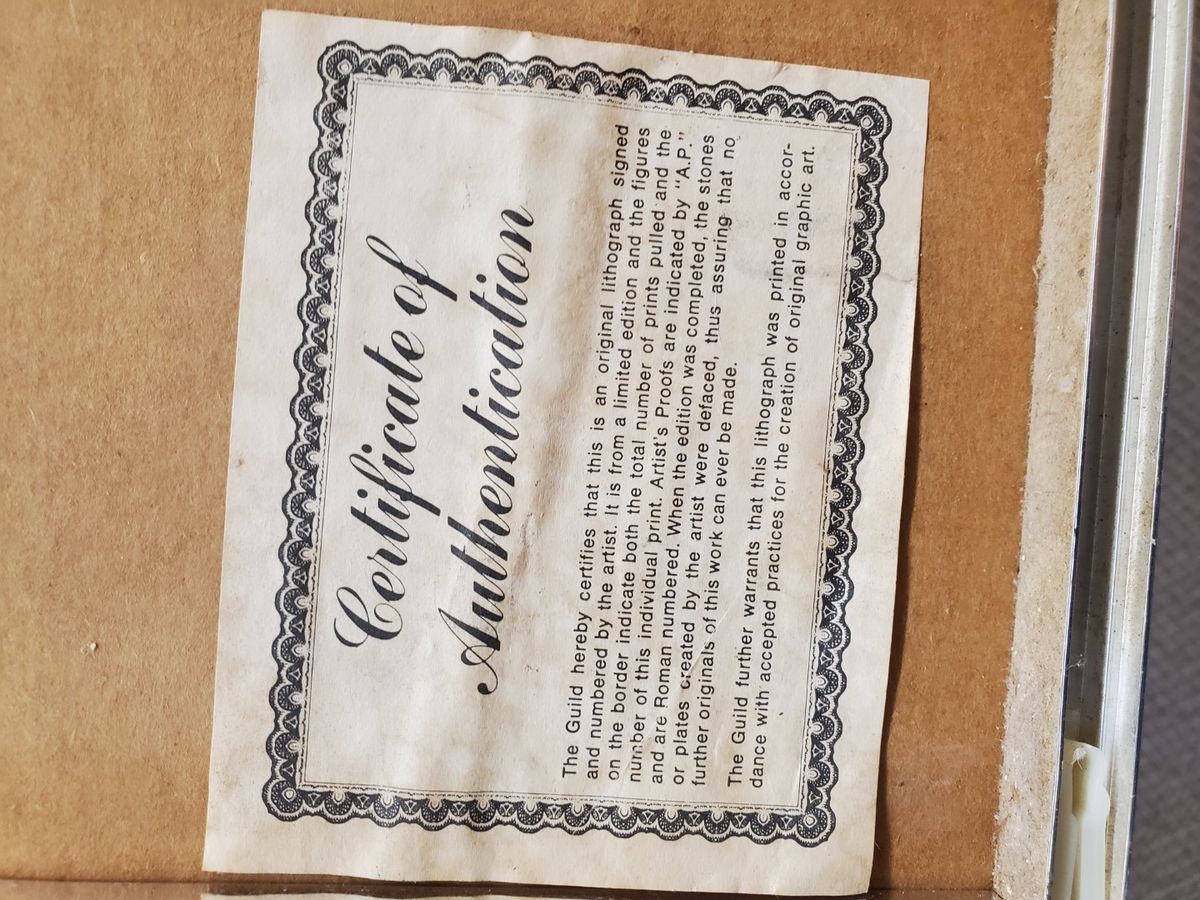 Certificate of
Authentication
The Guild hereby certifies that this is an original lithograph signed
and numbered by the artist. It is from a limited edition and the figures
on the border indicate both the total number of prints pulled and the
number of this individual print. Artist's Proofs are indicated by "A.P."
and are Roman numbered. When the edition was completed, the stones
or plates created by the artist were defaced, thus assuring that no
further originals of this work can ever be made.
The Guild further warrants that this lithograph was printed in accor-
dance with accepted practices for the creation of original graphic art.